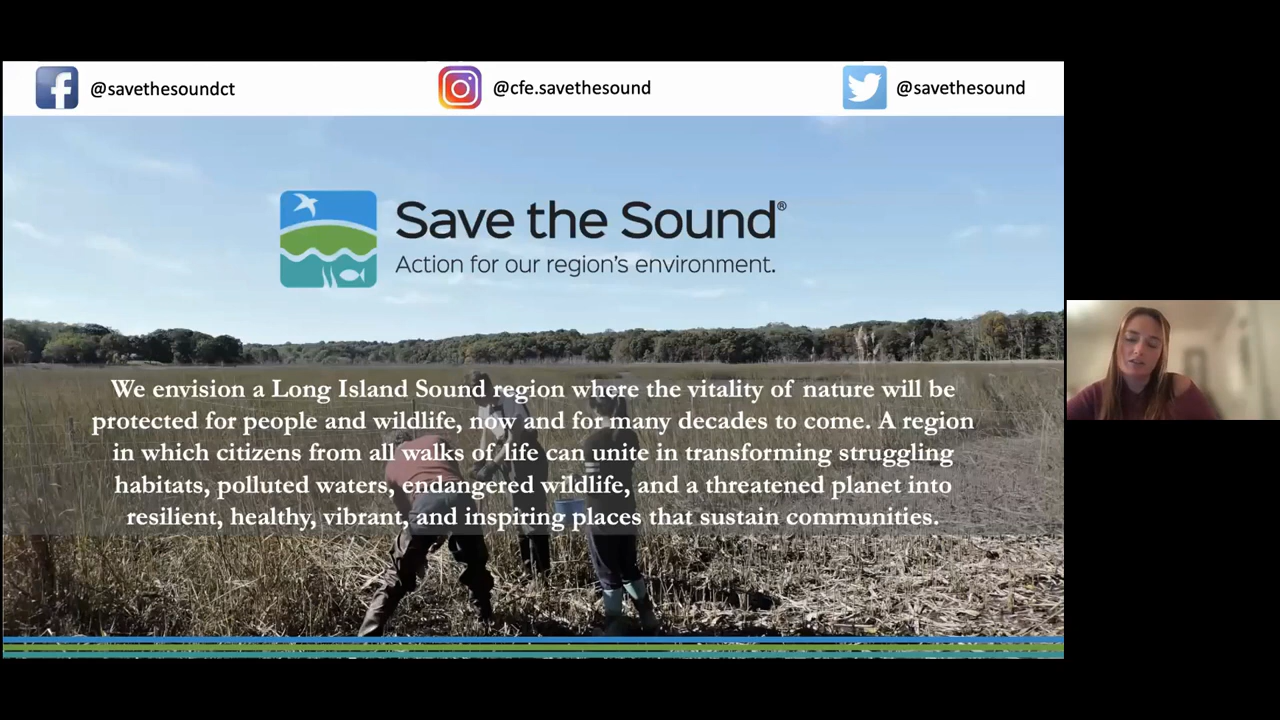 @savethesoundct
@cfe.savethesound
@savethesound
Save the Sound®
Action for our region's environment.
We envision a Long Island Sound region where the vitality of nature will be
protected for people and wildlife, now and for many decades to come. A region
in which citizens from all walks of life can unite in transforming struggling
habitats, polluted waters, endangered wildlife, and a threatened planet into
resilient, healthy, vibrant, and inspiring places that sustain communities.